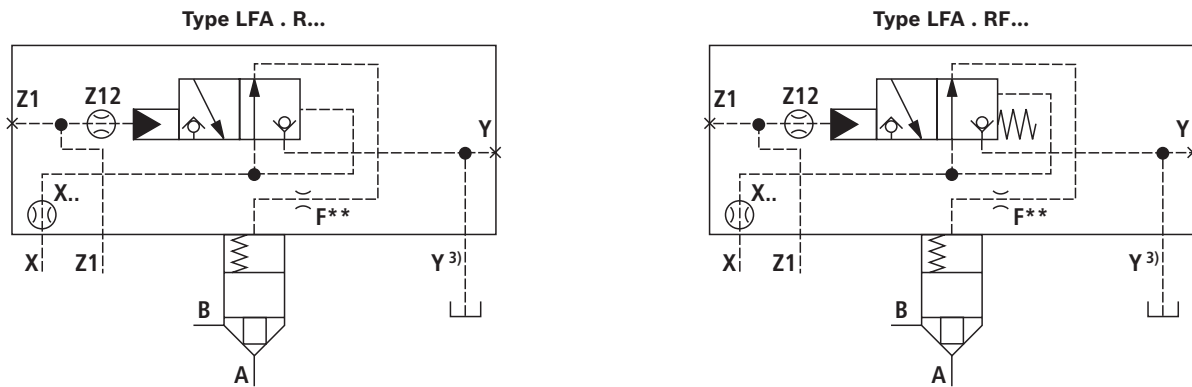 Type LFA . R...
Z1
Z12
Y
X..
F**
X
Z1
Y 3)
B
A
Type LFA . RF...
Z1
Z12
Y
X..
F**
X
Z1
Y 3)
B
A